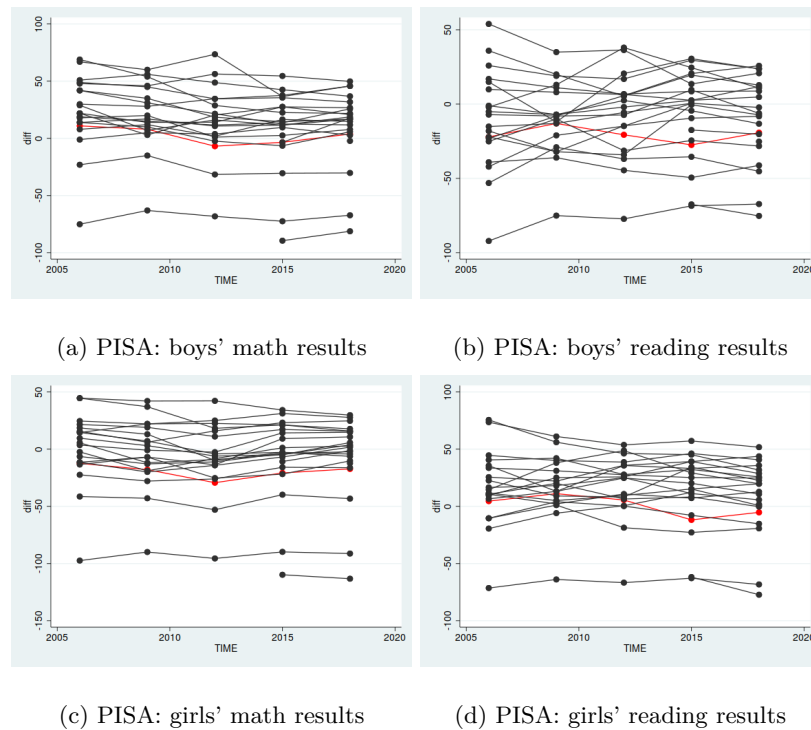 100
50
0
-50
-100
diff
2005 2010 2015 2020
TIME
(a) PISA: boys' math results
50
0
-50
-100
diff
2005 2010 2015 2020
TIME
(b) PISA: boys' reading results
50
0
-50
-100
-150
diff
2005 2010 2015 2020
TIME
(c) PISA: girls' math results
100
50
0
-50
-100
diff
2005 2010 2015 2020
TIME
(d) PISA: girls' reading results